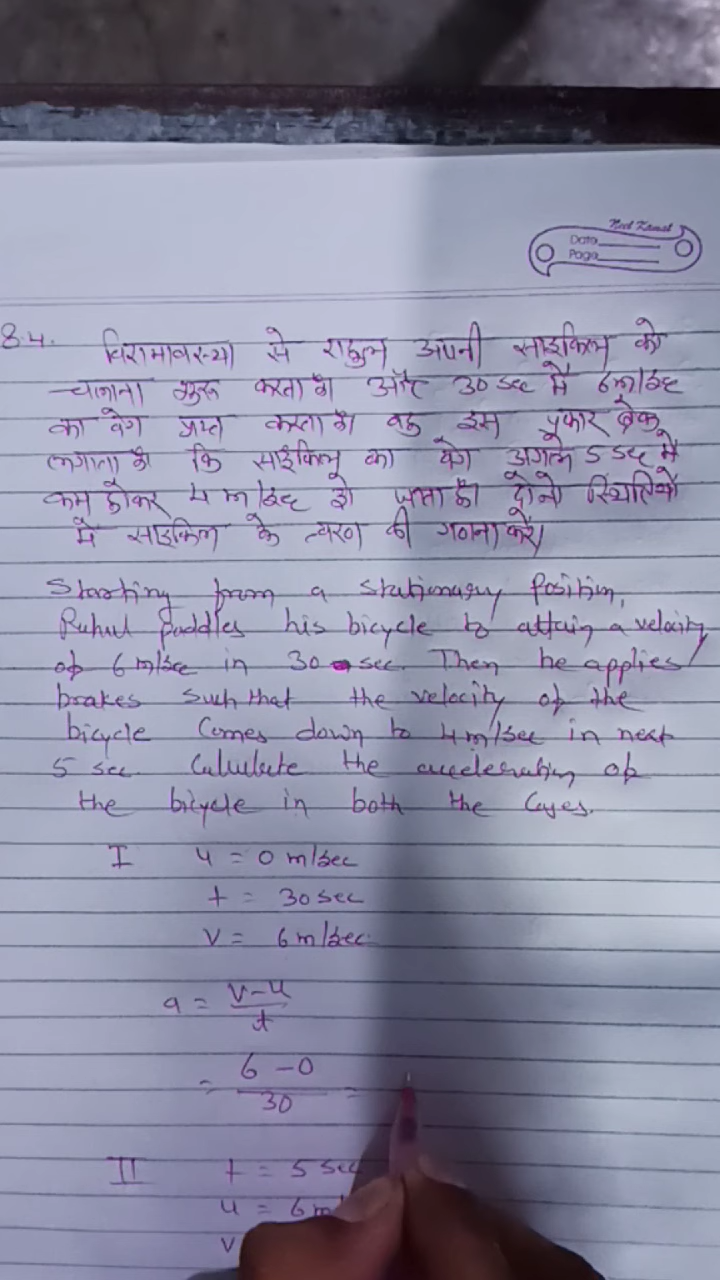 Neel Kamal
Date
Page
8.4. विरामावस्था से राहुल अपनी साइकिल को
चलाना शुरू करता है। और 30 sec में 6m/sec
का वेग प्राप्त करता है। वह इस प्रकार ब्रेक
लगाता है कि साईकिल का वेग अगले 5 sec में
कम होकर 4 m/sec हो जाता है। दोनो स्थितियों
में साइकिल के त्वरण की गणना करें।
Starting from a stationary Position,
Ruhul paddles his bicycle to attain a velocity
of 6 m/sec in 30 sec. Then he applies
brakes such that the velocity of the
bicycle Comes down to 4 m/sec in next
5 sec. Calculate the acceleration of
the bicycle in both the Cases.
I u = 0 m/sec
t = 30 sec
v = 6 m/sec.
a = v-u
t
= 6 - 0 =
30
II t = 5 sec
u = 6 m/
v